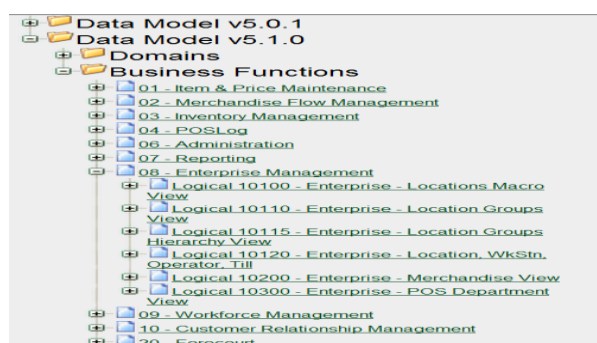 Data Model v5.0.1
Data Model v5.1.0
Domains
Business Functions
01 - Item & Price Maintenance
02 - Merchandise Flow Management
03 - Inventory Management
04 - POSLog
06 - Administration
07 - Reporting
08 - Enterprise Management
Logical 10100 - Enterprise - Locations Macro
View
Logical 10110 - Enterprise - Location Groups
View
Logical 10115 - Enterprise - Location Groups
Hierarchy View
Logical 10120 - Enterprise - Location, WkStn,
Operator, Till
Logical 10200 - Enterprise - Merchandise View
Logical 10300 - Enterprise - POS Department
View
09 - Workforce Management
10 - Customer Relationship Management
20 - Forecourt